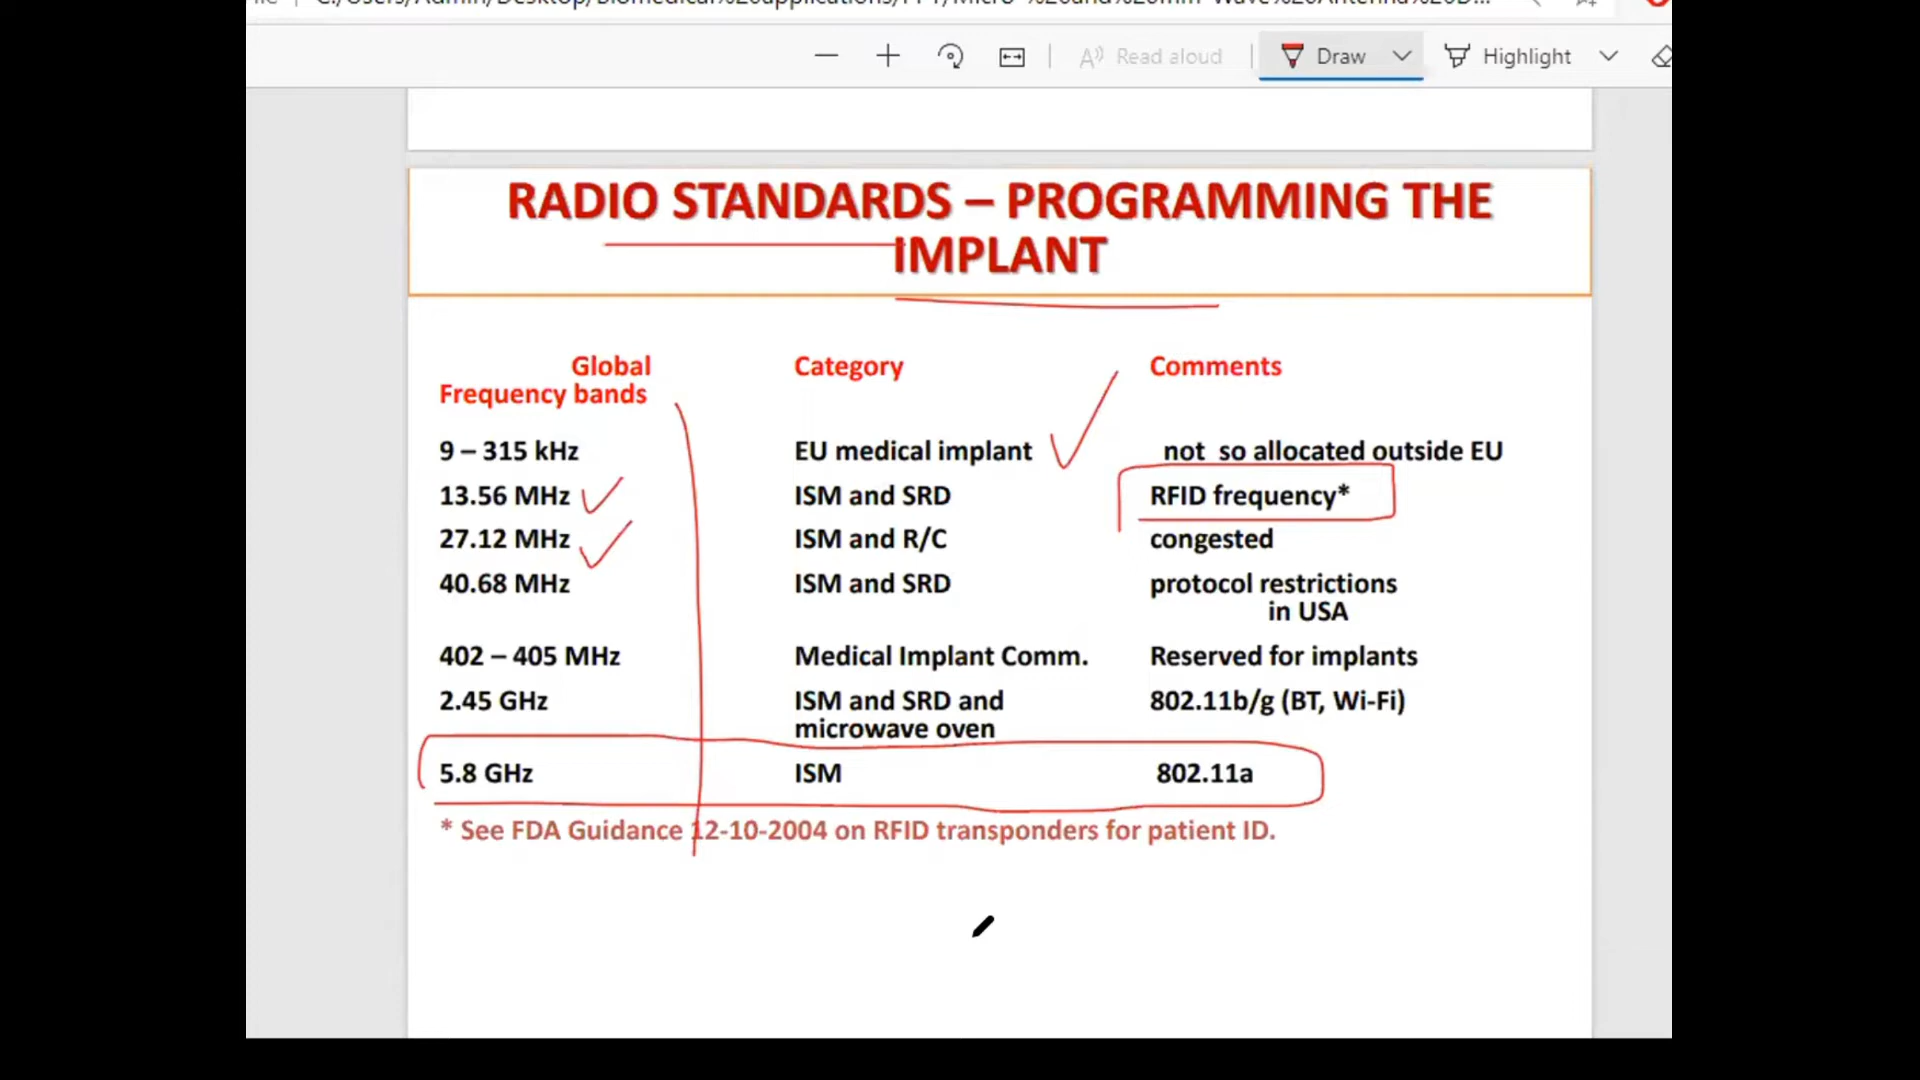 Read aloud
Draw
Highlight
RADIO STANDARDS – PROGRAMMING THE
IMPLANT
Global
Frequency bands
Category
Comments
9 – 315 kHz EU medical implant not so allocated outside EU
13.56 MHz ISM and SRD RFID frequency*
27.12 MHz ISM and R/C congested
40.68 MHz ISM and SRD protocol restrictions
in USA
402 – 405 MHz Medical Implant Comm. Reserved for implants
2.45 GHz ISM and SRD and 802.11b/g (BT, Wi-Fi)
microwave oven
5.8 GHz ISM 802.11a
* See FDA Guidance 12-10-2004 on RFID transponders for patient ID.